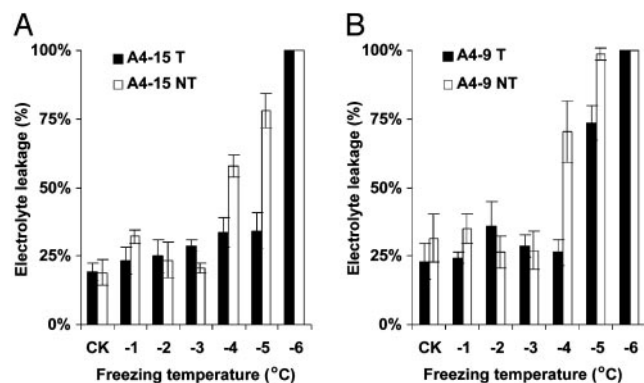 A
A4-15 T
A4-15 NT
Electrolyte leakage (%)
100%
75%
50%
25%
0%
CK -1 -2 -3 -4 -5 -6
Freezing temperature (°C)
B
A4-9 T
A4-9 NT
Electrolyte leakage (%)
100%
75%
50%
25%
0%
CK -1 -2 -3 -4 -5 -6
Freezing temperature (°C)